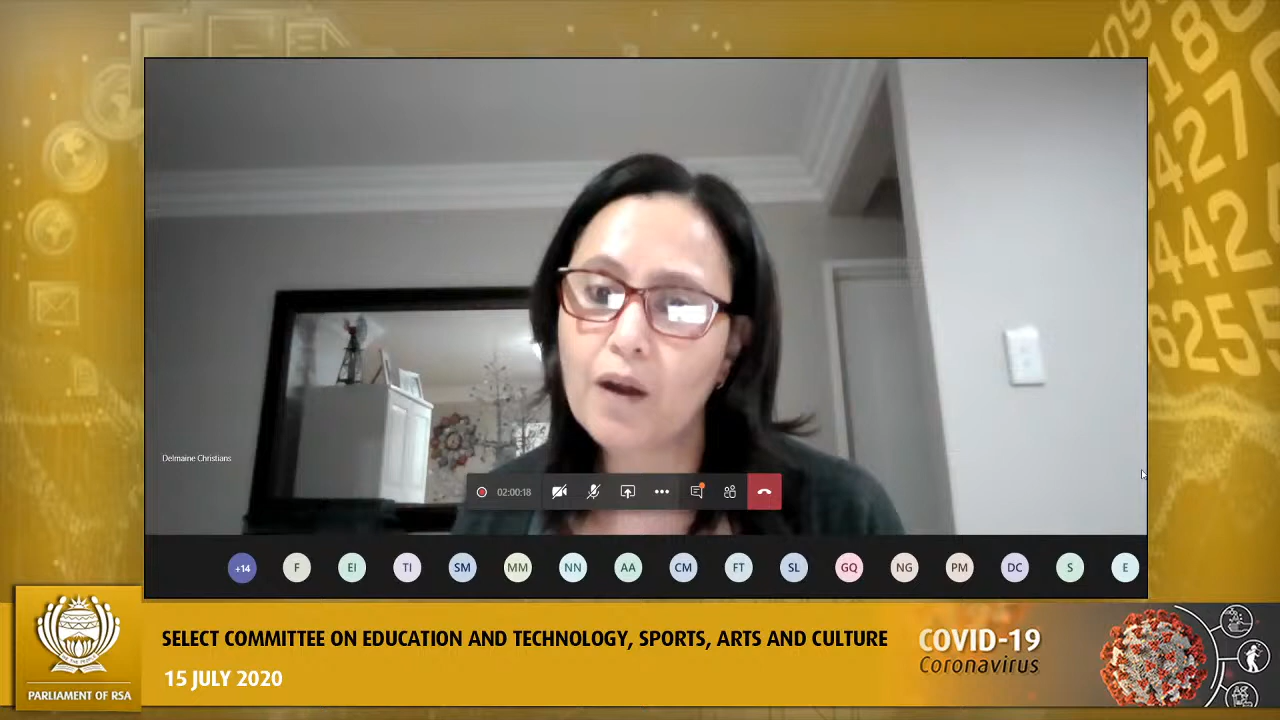 Delmaine Christians
02:00:18
+14 F EI TI SM MM NN AA CM FT SL GQ NG PM DC S E
SELECT COMMITTEE ON EDUCATION AND TECHNOLOGY, SPORTS, ARTS AND CULTURE
15 JULY 2020
PARLIAMENT OF RSA
COVID-19
Coronavirus